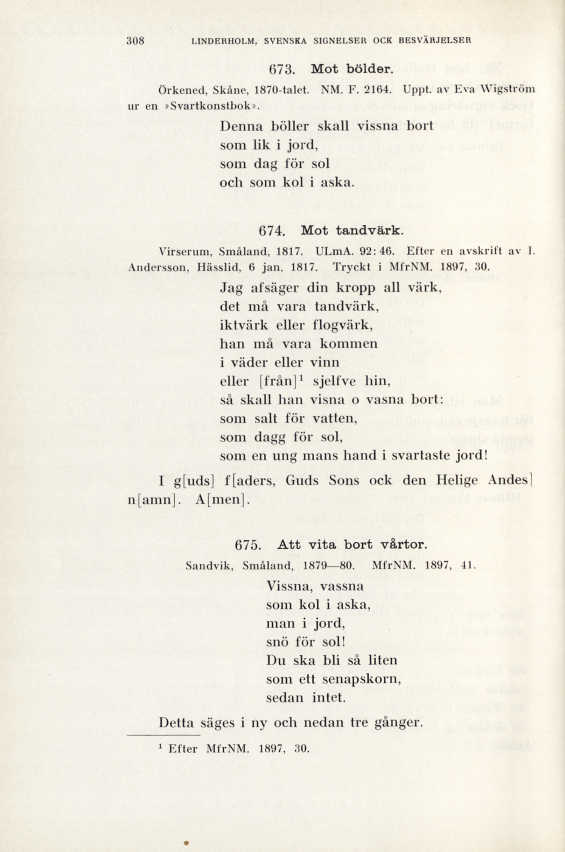 308 LINDERHOLM, SVENSKA SIGNELSER OCK BESVÄRJELSER
673. Mot bölder.
Örkened, Skåne, 1870-talet. NM. F. 2164. Uppt. av Eva Wigström
ur en »Svartkonstbok».
Denna böller skall vissna bort
som lik i jord,
som dag för sol
och som kol i aska.
674. Mot tandvärk.
Virserum, Småland, 1817. ULmA. 92: 46. Efter en avskrift av I.
Andersson, Hässlid, 6 jan. 1817. Tryckt i MfrNM. 1897, 30.
Jag afsäger din kropp all värk,
det må vara tandvärk,
iktvärk eller flogvärk,
han må vara kommen
i väder eller vinn
eller [från]¹ sjelfve hin,
så skall han visna o vasna bort:
som salt för vatten,
som dagg för sol,
som en ung mans hand i svartaste jord!
I g[uds] f[aders, Guds Sons ock den Helige Andes]
n[amn]. A[men].
675. Att vita bort vårtor.
Sandvik, Småland, 1879—80. MfrNM. 1897, 41.
Vissna, vassna
som kol i aska,
man i jord,
snö för sol!
Du ska bli så liten
som ett senapskorn,
sedan intet.
Detta säges i ny och nedan tre gånger.
¹ Efter MfrNM. 1897, 30.